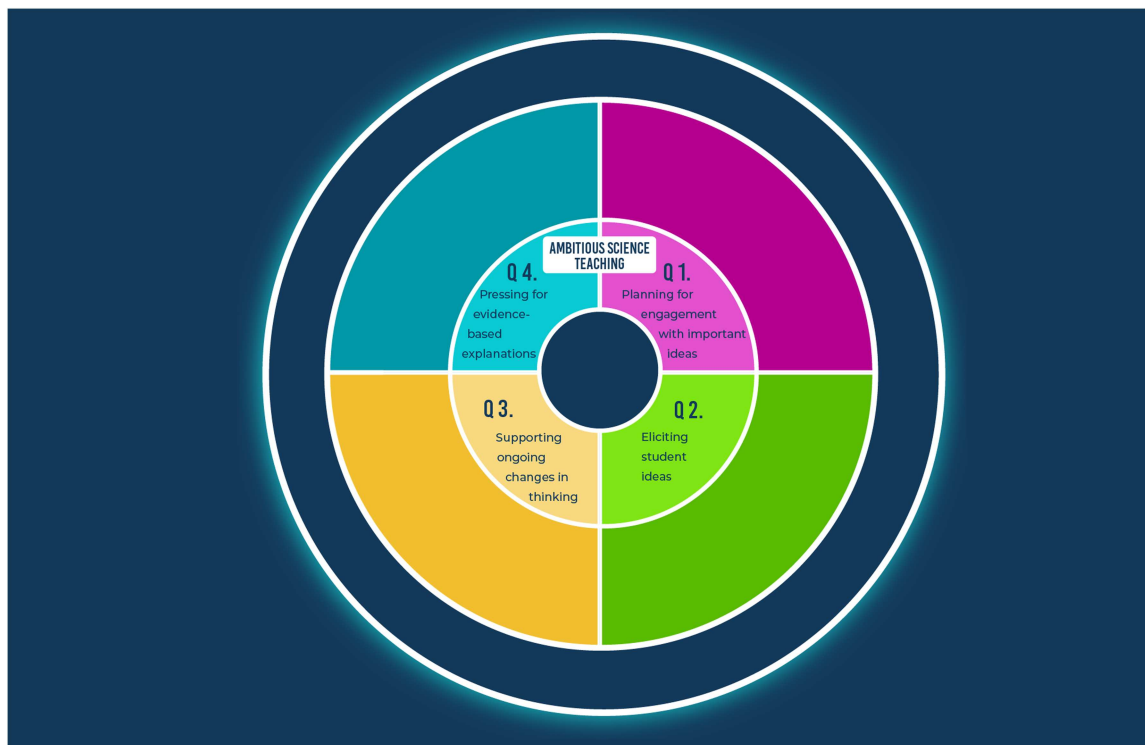 AMBITIOUS SCIENCE
TEACHING
Q 1.
Planning for
engagement
with important
ideas
Q 2.
Eliciting
student
ideas
Q 3.
Supporting
ongoing
changes in
thinking
Q 4.
Pressing for
evidence-
based
explanations